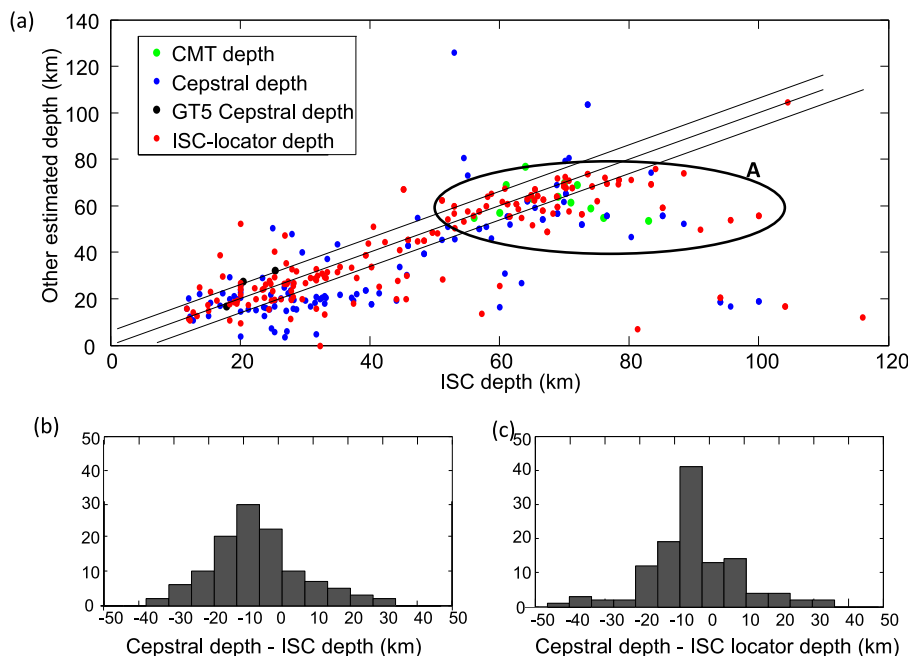 (a)
140
120
100
80
60
40
20
0
Other estimated depth (km)
CMT depth
Cepstral depth
GT5 Cepstral depth
ISC-locator depth
A
0 20 40 60 80 100 120
ISC depth (km)
(b)
50
40
30
20
10
0
-50 -40 -30 -20 -10 0 10 20 30 40 50
Cepstral depth - ISC depth (km)
(c)
50
40
30
20
10
0
-50 -40 -30 -20 -10 0 10 20 30 40 50
Cepstral depth - ISC locator depth (km)